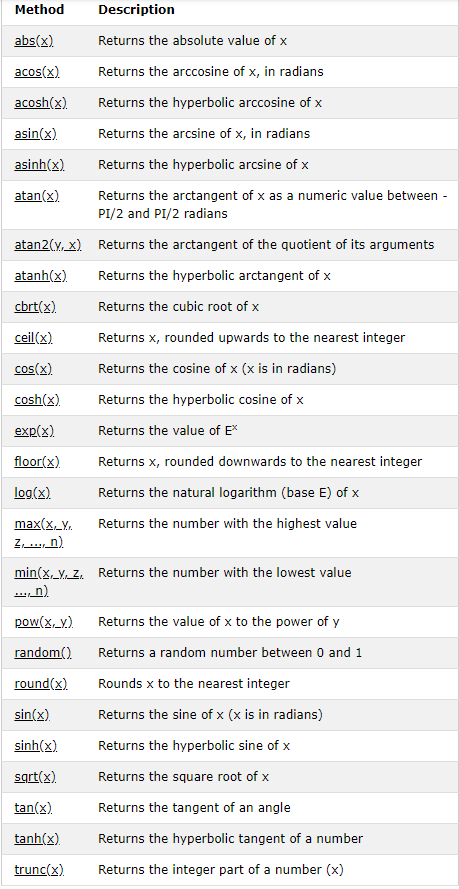 Method Description
abs(x) Returns the absolute value of x
acos(x) Returns the arccosine of x, in radians
acosh(x) Returns the hyperbolic arccosine of x
asin(x) Returns the arcsine of x, in radians
asinh(x) Returns the hyperbolic arcsine of x
atan(x) Returns the arctangent of x as a numeric value between -
PI/2 and PI/2 radians
atan2(y, x) Returns the arctangent of the quotient of its arguments
atanh(x) Returns the hyperbolic arctangent of x
cbrt(x) Returns the cubic root of x
ceil(x) Returns x, rounded upwards to the nearest integer
cos(x) Returns the cosine of x (x is in radians)
cosh(x) Returns the hyperbolic cosine of x
exp(x) Returns the value of Eˣ
floor(x) Returns x, rounded downwards to the nearest integer
log(x) Returns the natural logarithm (base E) of x
max(x, y, Returns the number with the highest value
z, ..., n)
min(x, y, z, Returns the number with the lowest value
..., n)
pow(x, y) Returns the value of x to the power of y
random() Returns a random number between 0 and 1
round(x) Rounds x to the nearest integer
sin(x) Returns the sine of x (x is in radians)
sinh(x) Returns the hyperbolic sine of x
sqrt(x) Returns the square root of x
tan(x) Returns the tangent of an angle
tanh(x) Returns the hyperbolic tangent of a number
trunc(x) Returns the integer part of a number (x)